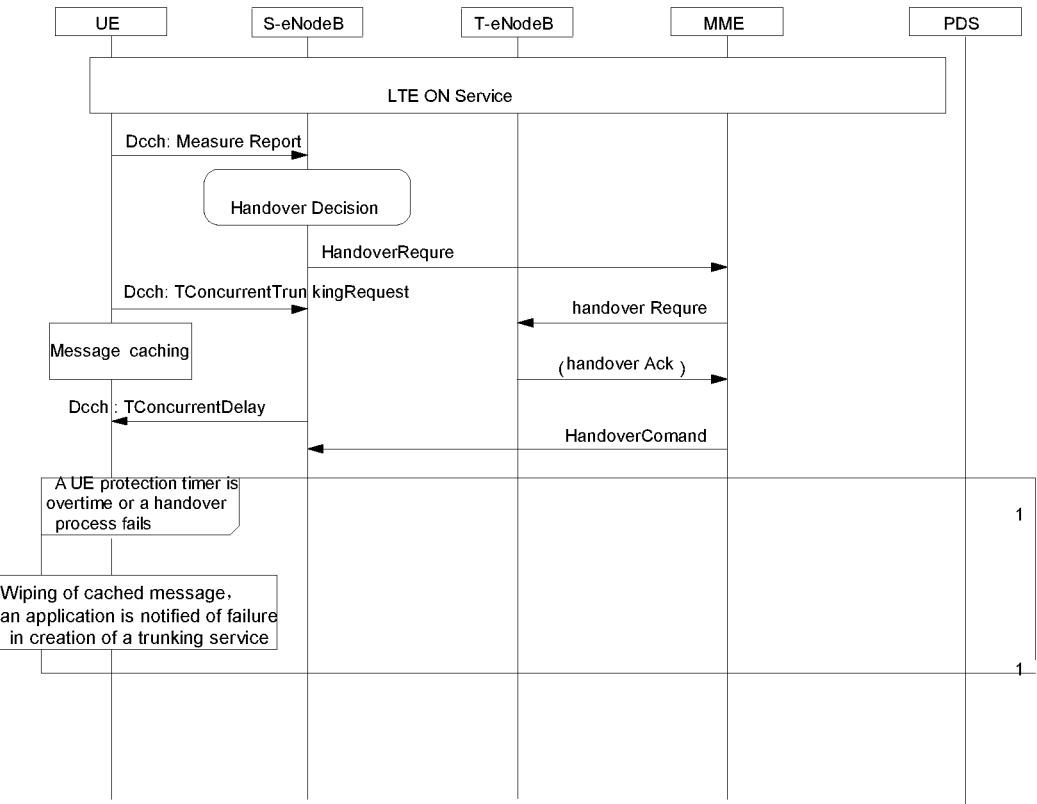 UE
S-eNodeB
T-eNodeB
MME
PDS
LTE ON Service
Dcch: Measure Report
Handover Decision
HandoverRequre
Dcch: TConcurrentTrunkingRequest
handover Requre
Message caching
(handover Ack )
Dcch : TConcurrentDelay
HandoverComand
A UE protection timer is
overtime or a handover
process fails
1
Wiping of cached message,
an application is notified of failure
in creation of a trunking service
1